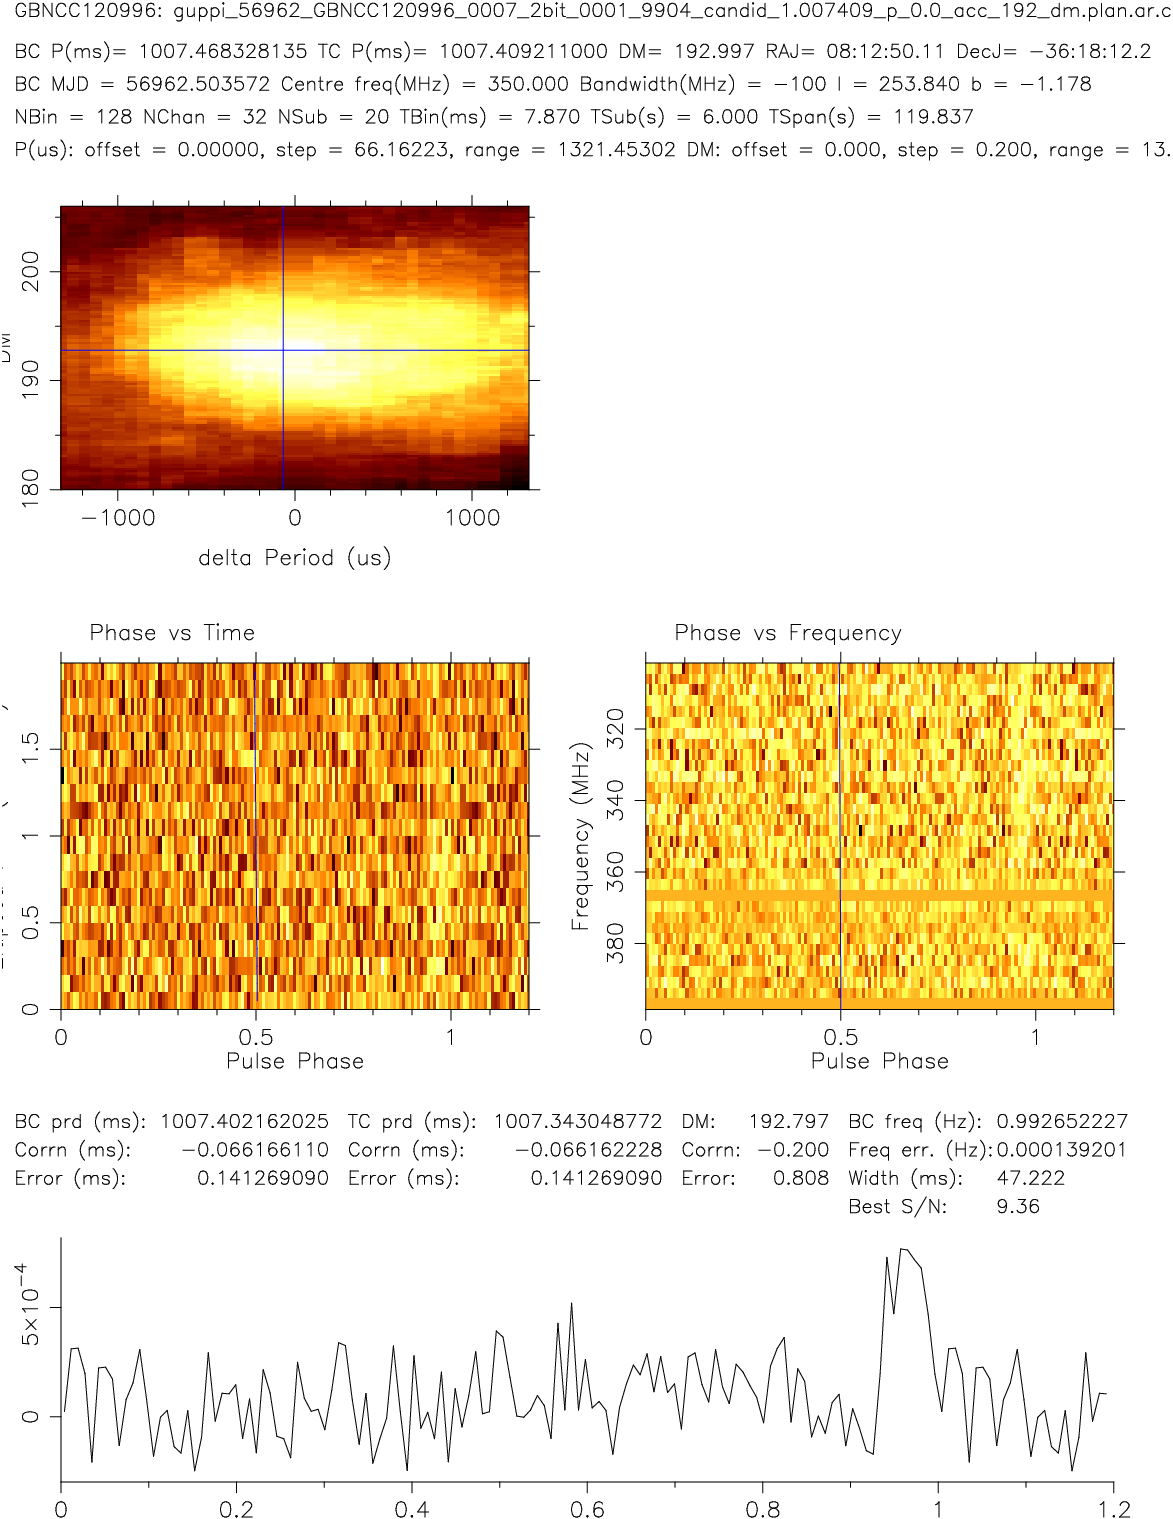 GBNCC120996: guppi_56962_GBNCC120996_0007_2bit_0001_9904_candid_1.007409_p_0.0_acc_192_dm.plan.ar.c
BC P(ms)= 1007.468328135 TC P(ms)= 1007.409211000 DM= 192.997 RAJ= 08:12:50.11 DecJ= −36:18:12.2
BC MJD = 56962.503572 Centre freq(MHz) = 350.000 Bandwidth(MHz) = −100 l = 253.840 b = −1.178
NBin = 128 NChan = 32 NSub = 20 TBin(ms) = 7.870 TSub(s) = 6.000 TSpan(s) = 119.837
P(us): offset = 0.00000, step = 66.16223, range = 1321.45302 DM: offset = 0.000, step = 0.200, range = 13.
200
DM
190
180
−1000 0 1000
delta Period (us)
Phase vs Time
1.5
1
0.5
0
0 0.5 1
Pulse Phase
Phase vs Frequency
320
340
360
380
Frequency (MHz)
0 0.5 1
Pulse Phase
BC prd (ms): 1007.402162025 TC prd (ms): 1007.343048772 DM: 192.797 BC freq (Hz): 0.992652227
Corrn (ms): −0.066166110 Corrn (ms): −0.066162228 Corrn: −0.200 Freq err. (Hz): 0.000139201
Error (ms): 0.141269090 Error (ms): 0.141269090 Error: 0.808 Width (ms): 47.222
Best S/N: 9.36
5×10⁻⁴
0
0 0.2 0.4 0.6 0.8 1 1.2